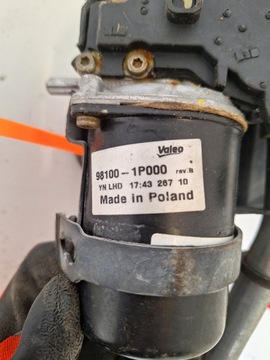 Valeo
98100-1P000 rev.B
YN LHD 17:43 267 10
Made in Poland